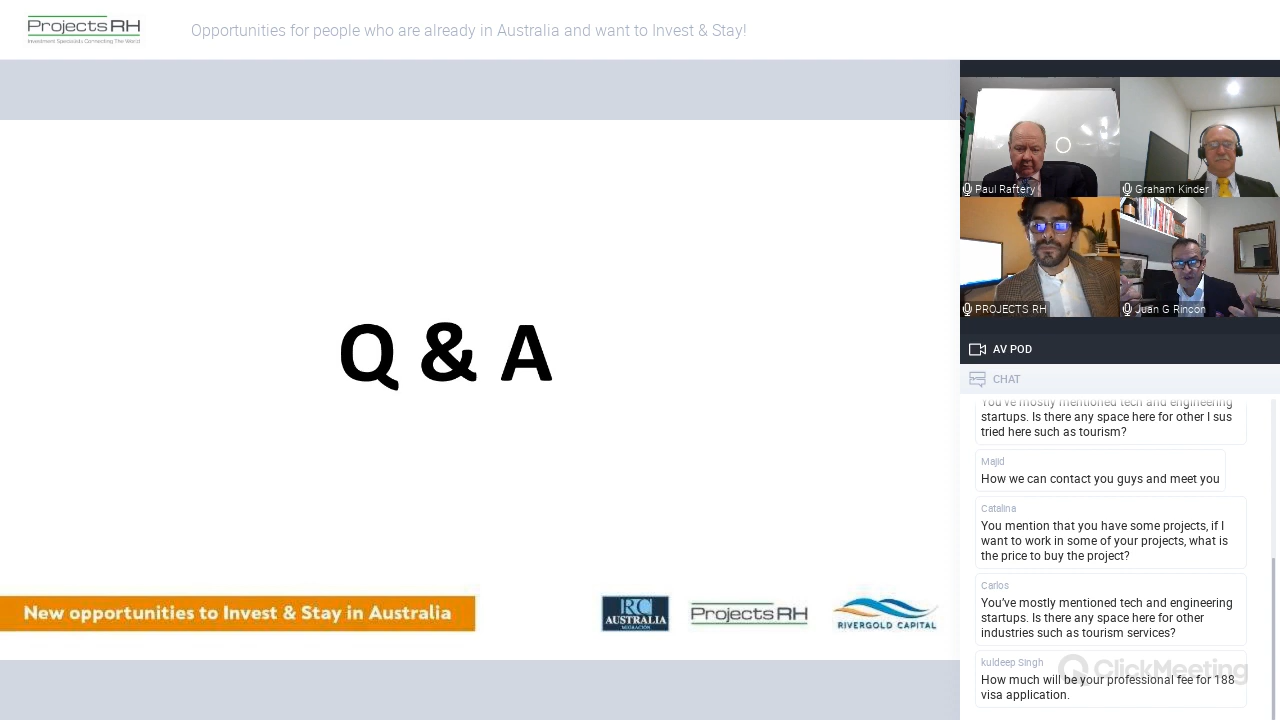 Projects RH
Investment Specialists Connecting The World
Opportunities for people who are already in Australia and want to Invest & Stay!
Q & A
New opportunities to Invest & Stay in Australia
RC
AUSTRALIA
MIGRACIÓN
Projects RH
RIVERGOLD CAPITAL
Paul Raftery
Graham Kinder
PROJECTS RH
Juan G Rincon
AV POD
CHAT
You've mostly mentioned tech and engineering
startups. Is there any space here for other I sus
tried here such as tourism?
Majid
How we can contact you guys and meet you
Catalina
You mention that you have some projects, if I
want to work in some of your projects, what is
the price to buy the project?
Carlos
You've mostly mentioned tech and engineering
startups. Is there any space here for other
industries such as tourism services?
kuldeep Singh
ClickMeeting
How much will be your professional fee for 188
visa application.